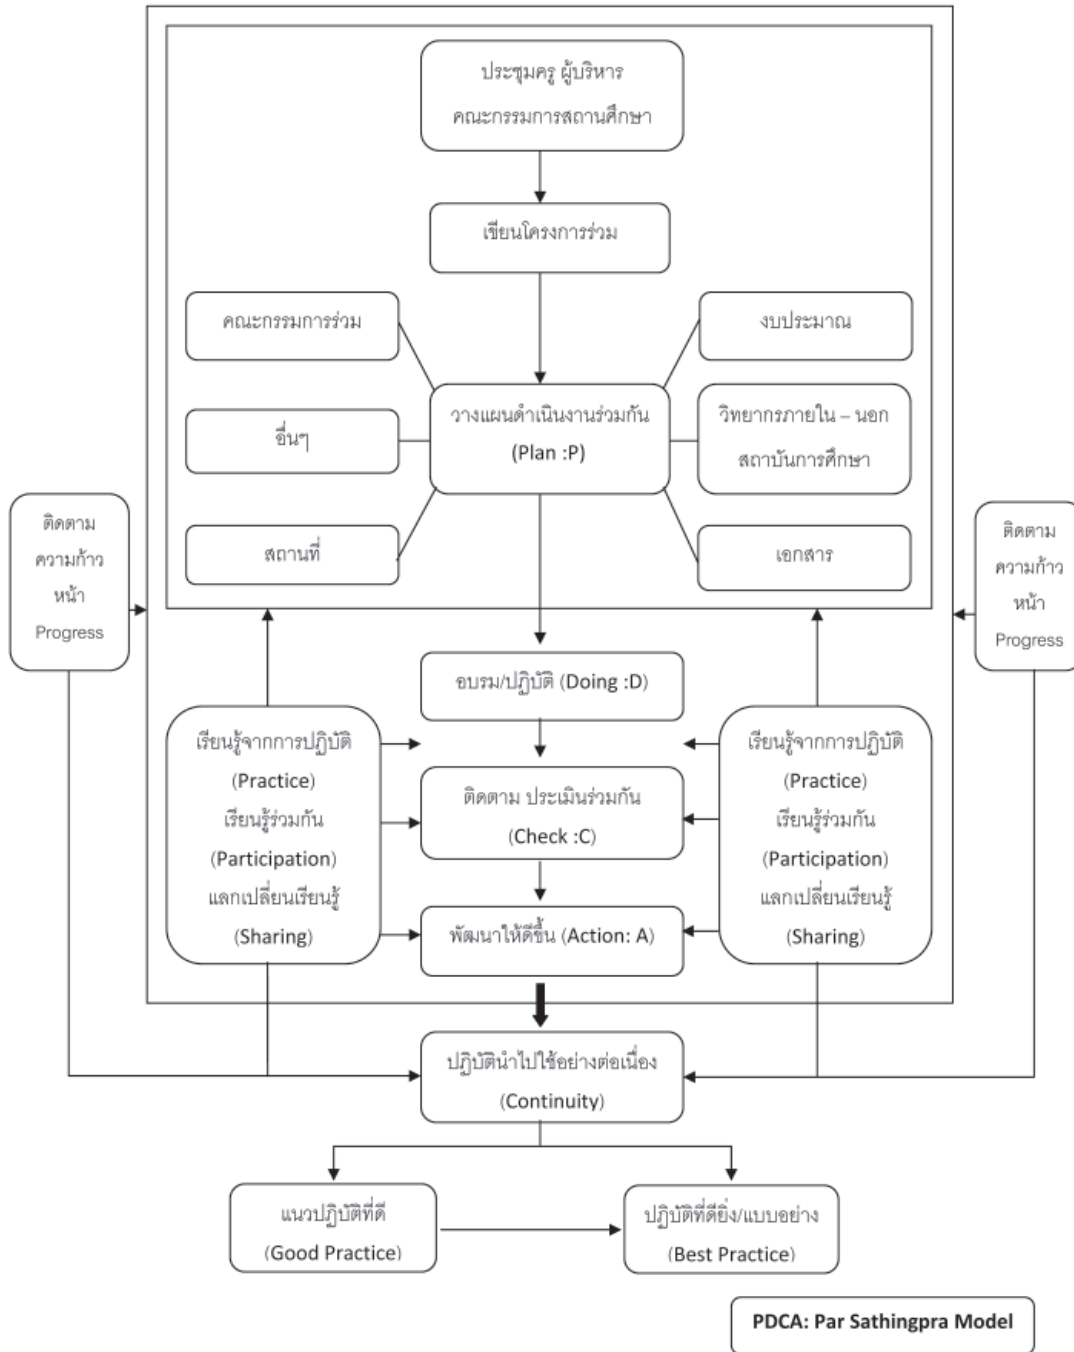 ประชุมครู ผู้บริหาร
คณะกรรมการสถานศึกษา
เขียนโครงการร่วม
คณะกรรมการร่วม
งบประมาณ
อื่นๆ
วางแผนดำเนินงานร่วมกัน
(Plan :P)
วิทยากรภายใน – นอก
สถาบันการศึกษา
สถานที่
เอกสาร
ติดตาม
ความก้าว
หน้า
Progress
ติดตาม
ความก้าว
หน้า
Progress
อบรม/ปฏิบัติ (Doing :D)
เรียนรู้จากการปฏิบัติ
(Practice)
เรียนรู้ร่วมกัน
(Participation)
แลกเปลี่ยนเรียนรู้
(Sharing)
ติดตาม ประเมินร่วมกัน
(Check :C)
เรียนรู้จากการปฏิบัติ
(Practice)
เรียนรู้ร่วมกัน
(Participation)
แลกเปลี่ยนเรียนรู้
(Sharing)
พัฒนาให้ดีขึ้น (Action: A)
ปฏิบัตินำไปใช้อย่างต่อเนื่อง
(Continuity)
แนวปฏิบัติที่ดี
(Good Practice)
ปฏิบัติที่ดียิ่ง/แบบอย่าง
(Best Practice)
PDCA: Par Sathingpra Model